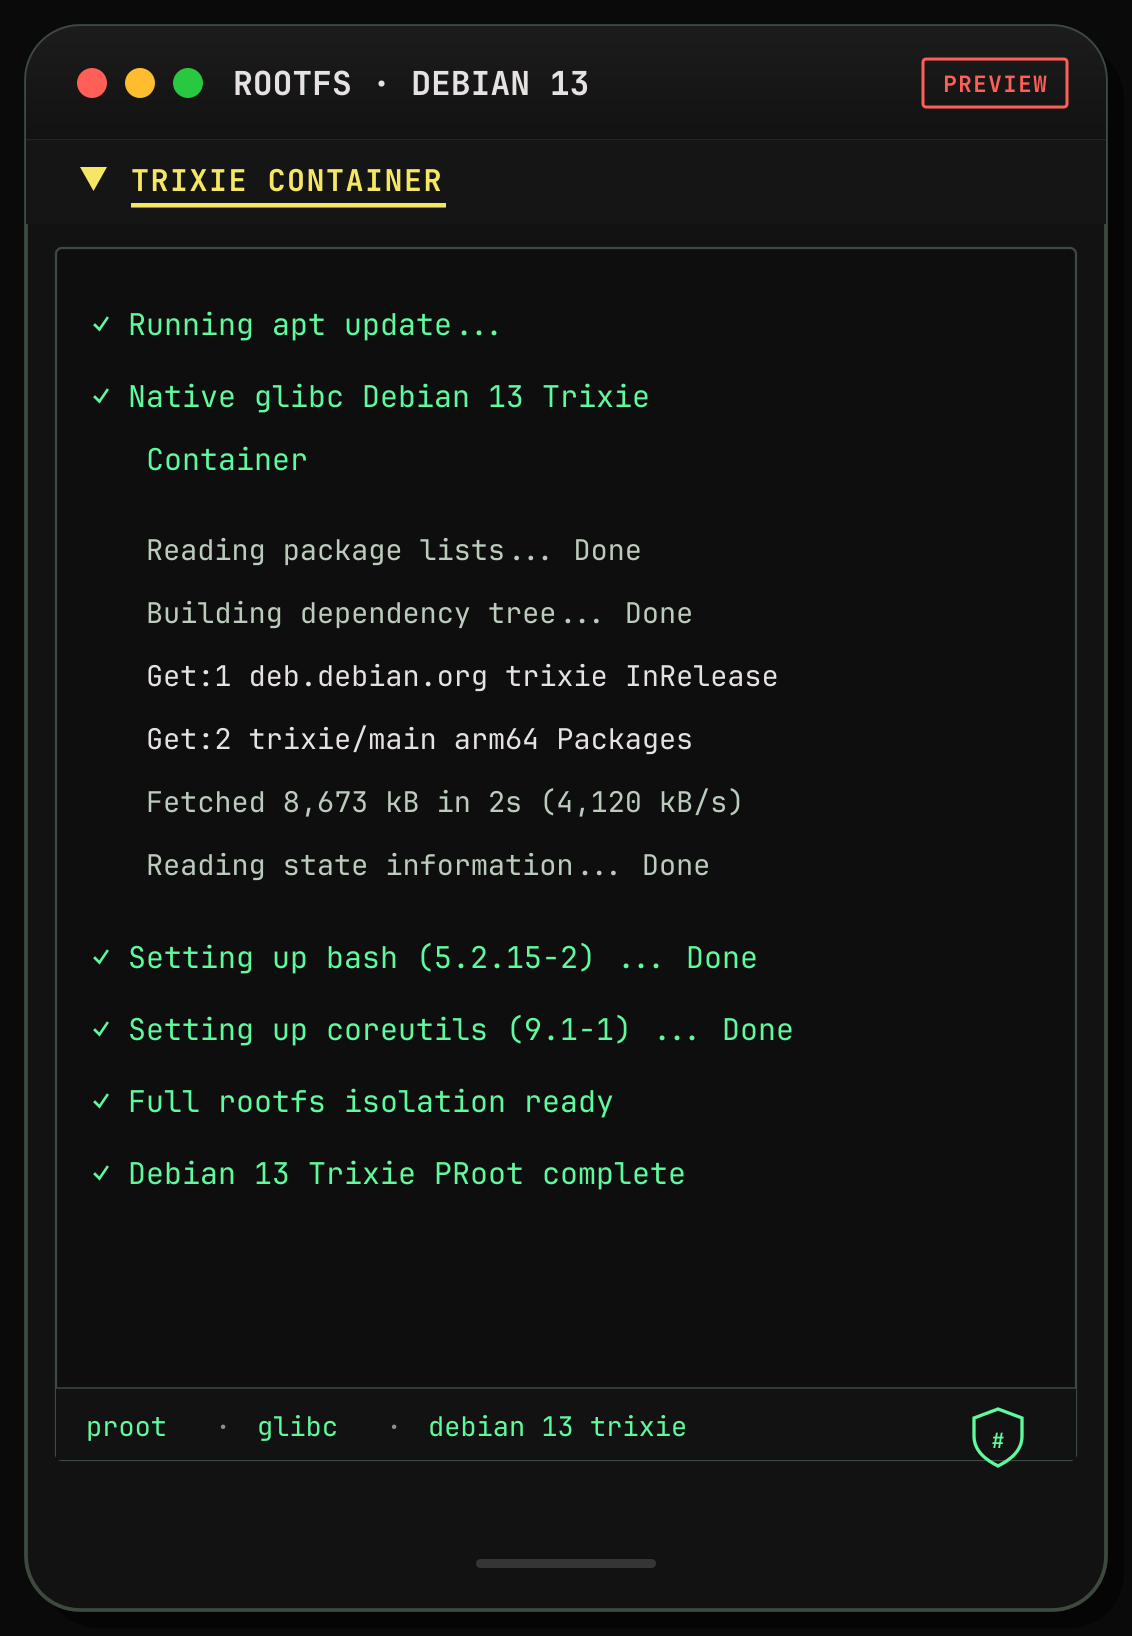 ROOTFS · DEBIAN 13
PREVIEW
▼ TRIXIE CONTAINER
✓ Running apt update...
✓ Native glibc Debian 13 Trixie
Container
Reading package lists... Done
Building dependency tree... Done
Get:1 deb.debian.org trixie InRelease
Get:2 trixie/main arm64 Packages
Fetched 8,673 kB in 2s (4,120 kB/s)
Reading state information... Done
✓ Setting up bash (5.2.15-2) ... Done
✓ Setting up coreutils (9.1-1) ... Done
✓ Full rootfs isolation ready
✓ Debian 13 Trixie PRoot complete
proot · glibc · debian 13 trixie
#